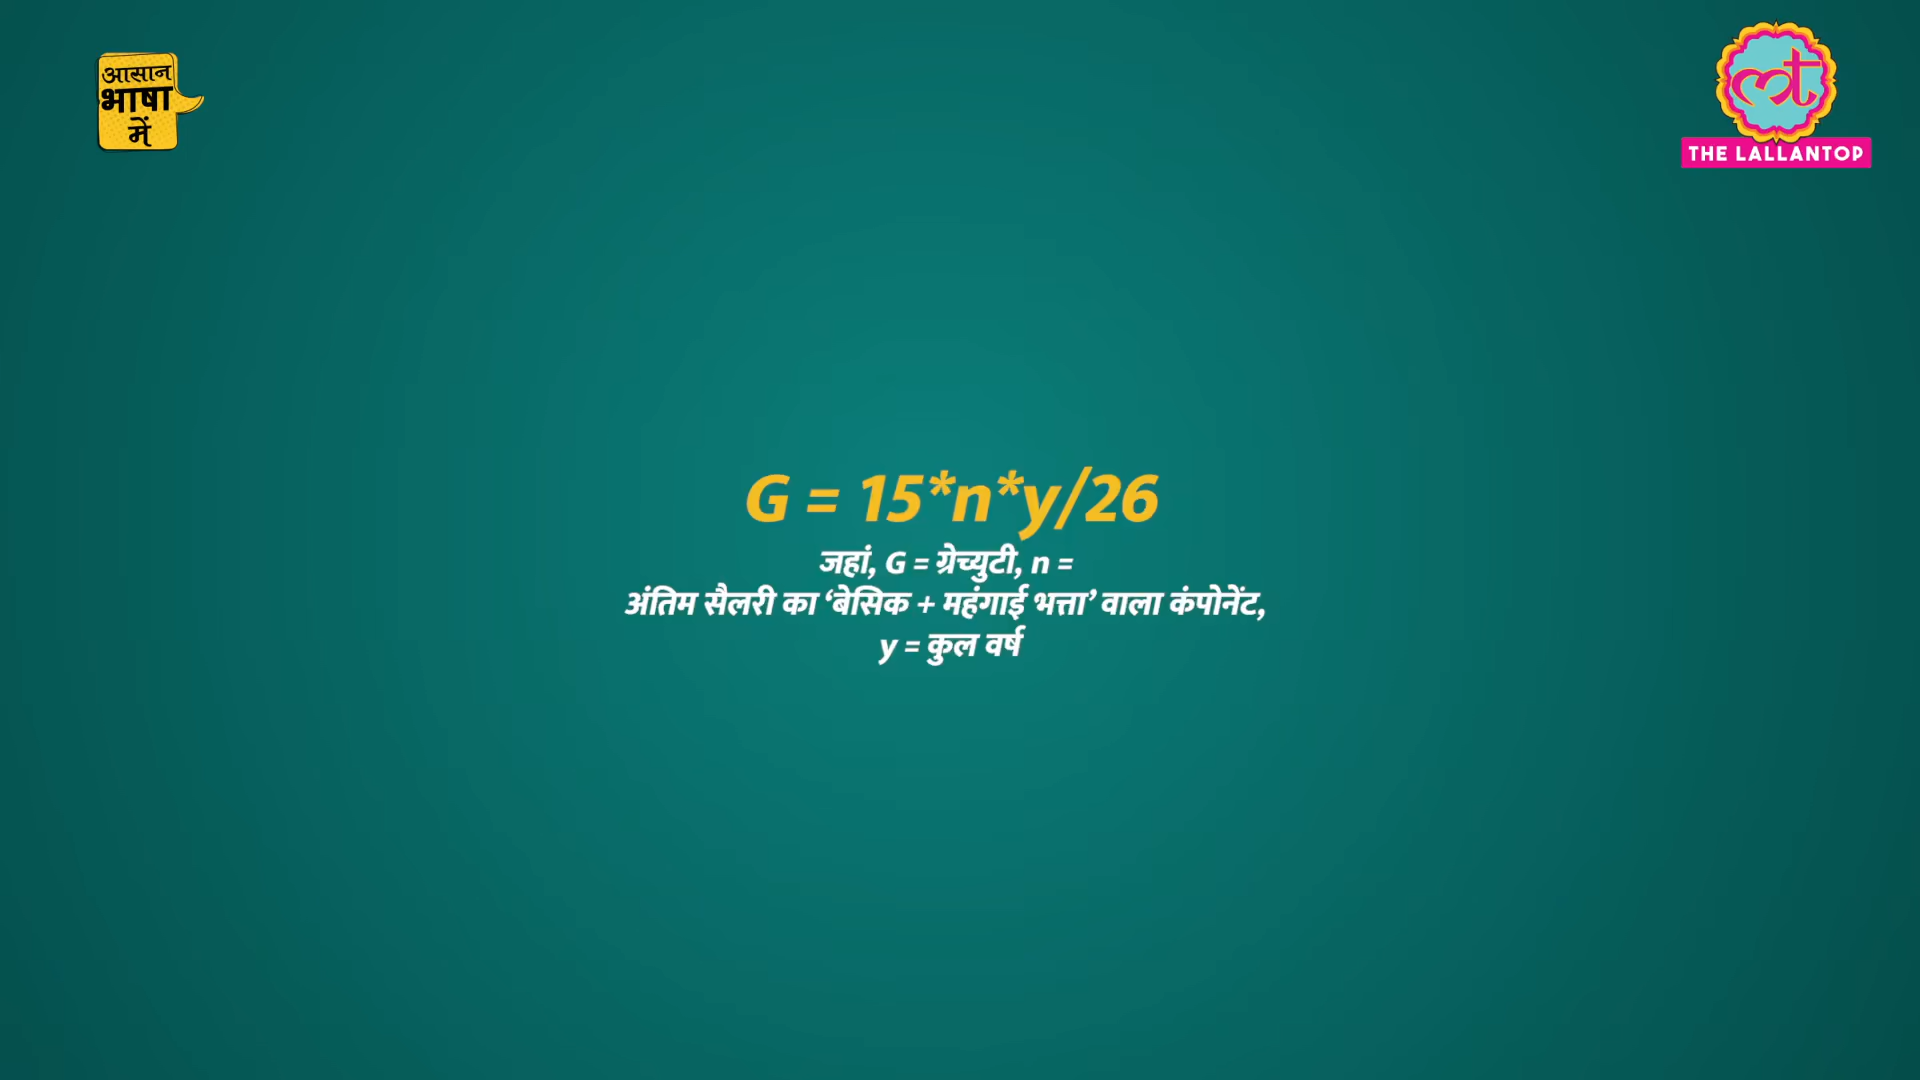 आसान
भाषा
में
THE LALLANTOP
G = 15*n*y/26
जहां, G = ग्रेच्युटी, n =
अंतिम सैलरी का ‘बेसिक + महंगाई भत्ता’ वाला कंपोनेंट,
y = कुल वर्ष